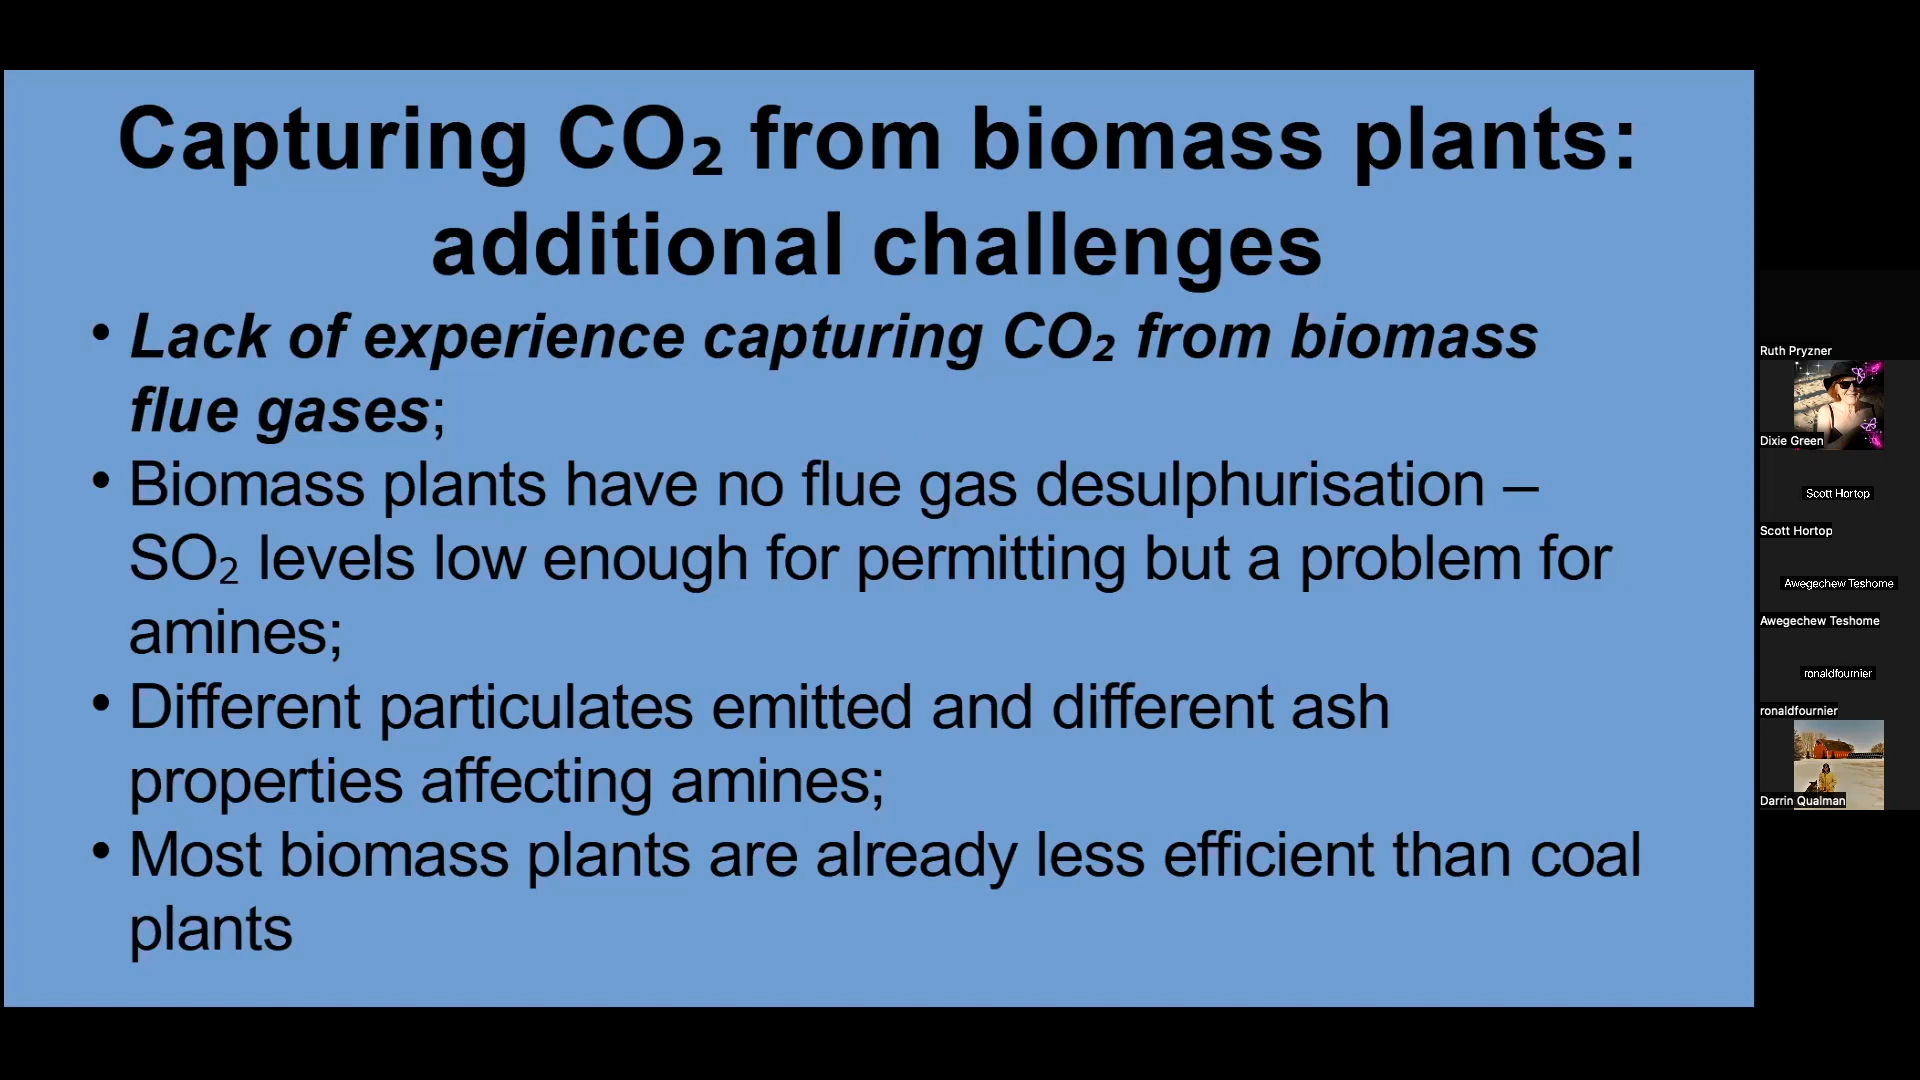 Capturing CO₂ from biomass plants:
additional challenges
• Lack of experience capturing CO₂ from biomass
flue gases;
• Biomass plants have no flue gas desulphurisation –
SO₂ levels low enough for permitting but a problem for
amines;
• Different particulates emitted and different ash
properties affecting amines;
• Most biomass plants are already less efficient than coal
plants
Ruth Pryzner
Dixie Green
Scott Hortop
Scott Hortop
Awegechew Teshome
Awegechew Teshome
ronaldfournier
ronaldfournier
Darrin Qualman